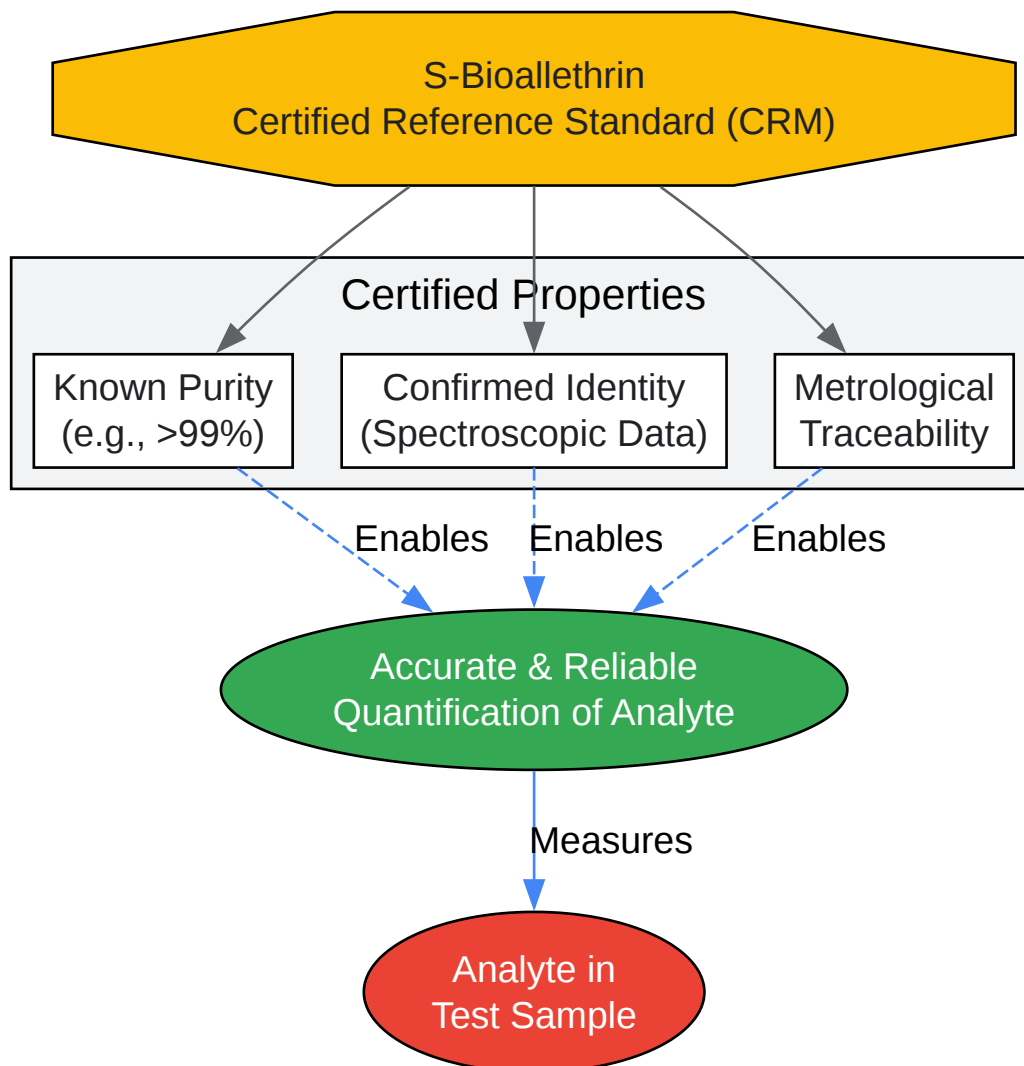 S-Bioallethrin
Certified Reference Standard (CRM)
Certified Properties
Known Purity
(e.g., >99%)
Confirmed Identity
(Spectroscopic Data)
Metrological
Traceability
Enables
Enables
Enables
Accurate & Reliable
Quantification of Analyte
Measures
Analyte in
Test Sample